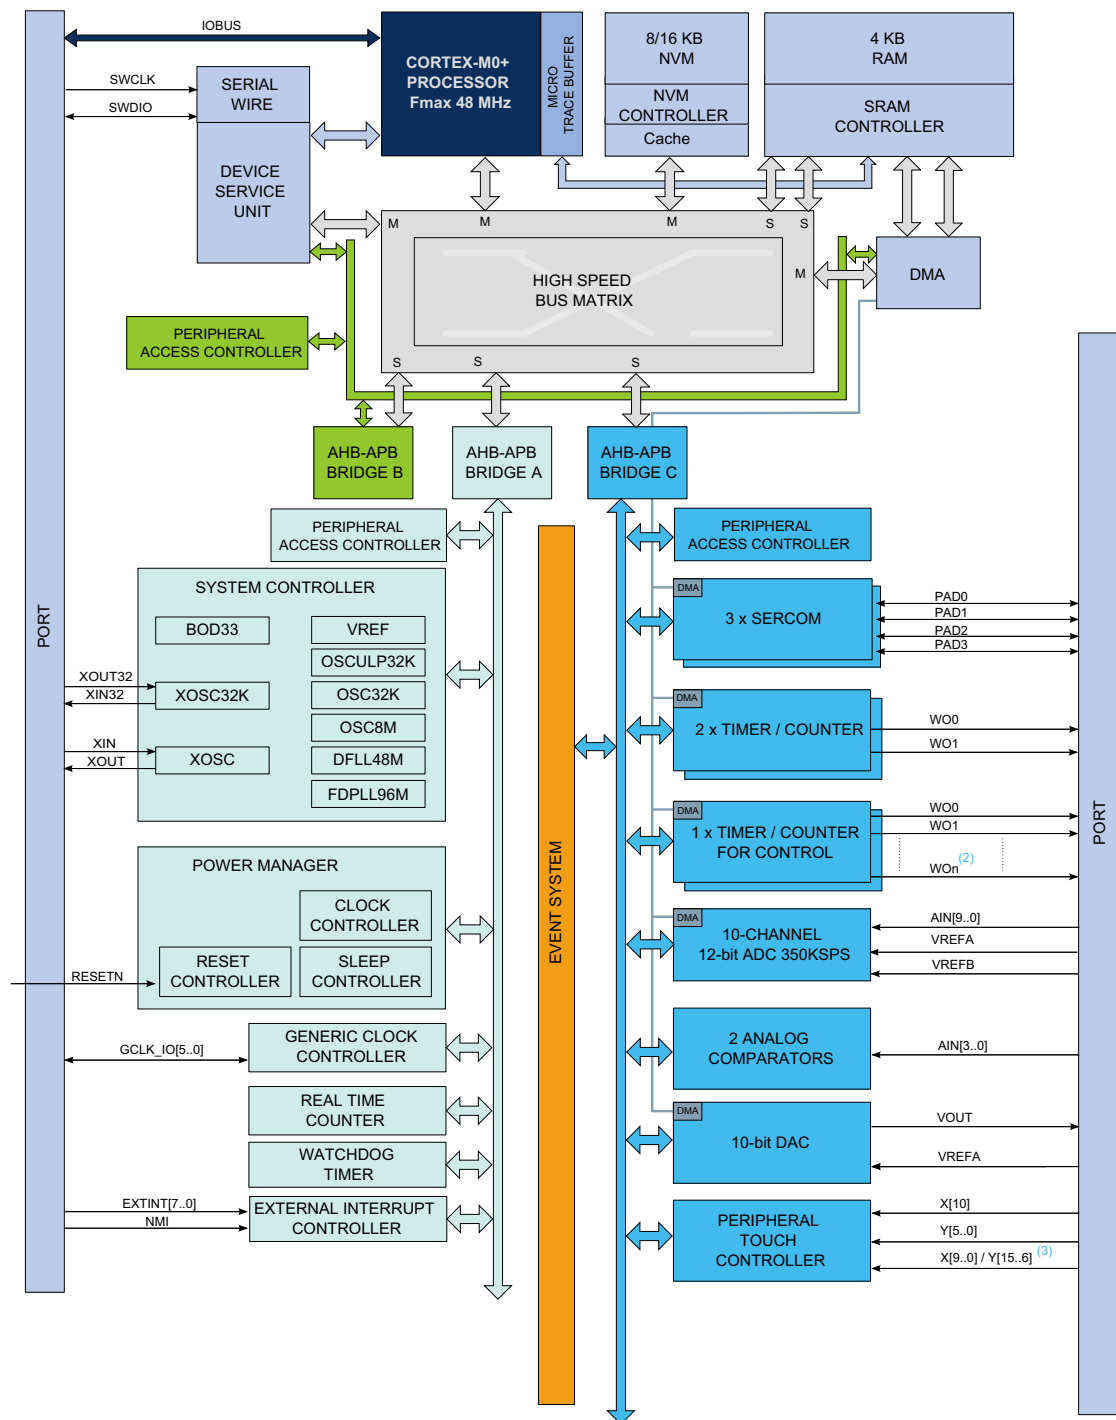 IOBUS
SWCLK
SWDIO
SERIAL
WIRE
DEVICE
SERVICE
UNIT
CORTEX-M0+
PROCESSOR
Fmax 48 MHz
MICRO
TRACE BUFFER
8/16 KB
NVM
NVM
CONTROLLER
Cache
4 KB
RAM
SRAM
CONTROLLER
M
M
M
S
S
M
HIGH SPEED
BUS MATRIX
DMA
PERIPHERAL
ACCESS CONTROLLER
S
S
S
AHB-APB
BRIDGE B
AHB-APB
BRIDGE A
AHB-APB
BRIDGE C
PORT
PERIPHERAL
ACCESS CONTROLLER
SYSTEM CONTROLLER
BOD33
VREF
OSCULP32K
XOUT32
XIN32
XOSC32K
OSC32K
OSC8M
XIN
XOUT
XOSC
DFLL48M
FDPLL96M
POWER MANAGER
CLOCK
CONTROLLER
RESETN
RESET
CONTROLLER
SLEEP
CONTROLLER
GCLK_IO[5..0]
GENERIC CLOCK
CONTROLLER
REAL TIME
COUNTER
WATCHDOG
TIMER
EXTINT[7..0]
NMI
EXTERNAL INTERRUPT
CONTROLLER
EVENT SYSTEM
PERIPHERAL
ACCESS CONTROLLER
DMA
3 x SERCOM
PAD0
PAD1
PAD2
PAD3
DMA
2 x TIMER / COUNTER
WO0
WO1
DMA
1 x TIMER / COUNTER
FOR CONTROL
WO0
WO1
WOn(2)
DMA
10-CHANNEL
12-bit ADC 350KSPS
AIN[9..0]
VREFA
VREFB
2 ANALOG
COMPARATORS
AIN[3..0]
DMA
10-bit DAC
VOUT
VREFA
PERIPHERAL
TOUCH
CONTROLLER
X[10]
Y[5..0]
X[9..0] / Y[15..6] (3)
PORT